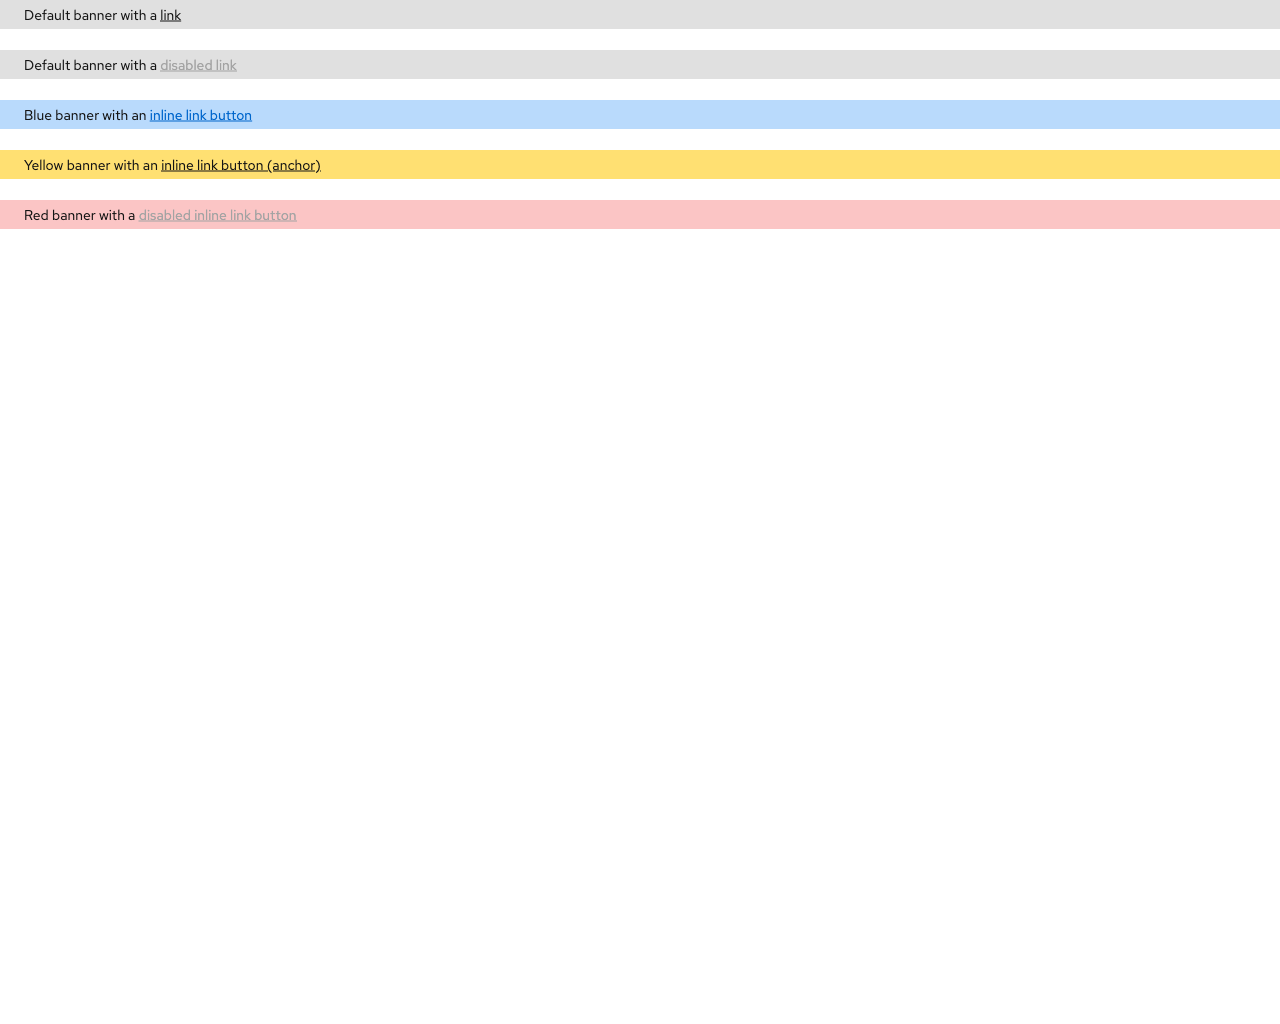 Default banner with a link
Default banner with a disabled link
Blue banner with an inline link button
Yellow banner with an inline link button (anchor)
Red banner with a disabled inline link button